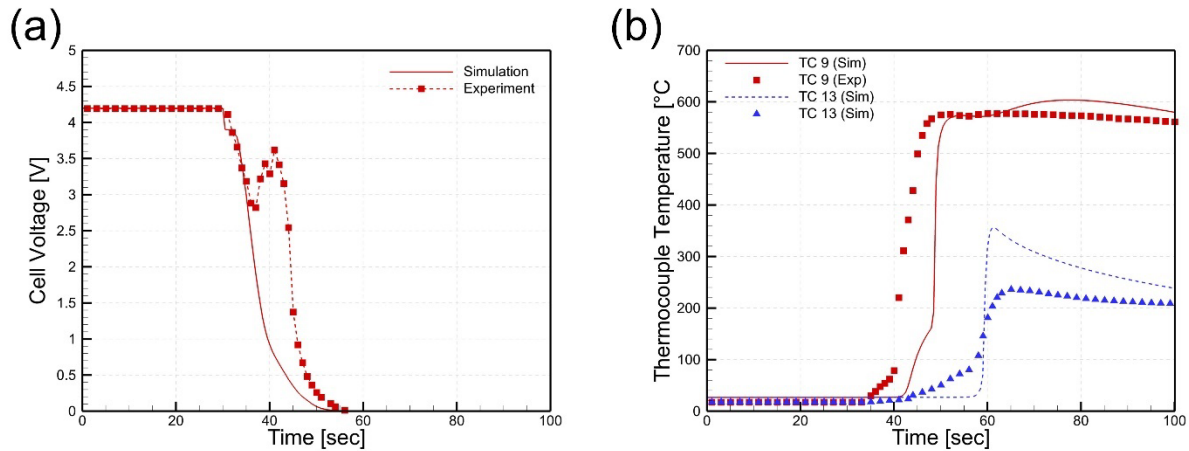 (a)
5
4.5
4
3.5
3
2.5
2
1.5
1
0.5
0
Cell Voltage [V]
Simulation
Experiment
0 20 40 60 80 100
Time [sec]
(b)
700
600
500
400
300
200
100
0
Thermocouple Temperature [°C]
TC 9 (Sim)
TC 9 (Exp)
TC 13 (Sim)
TC 13 (Sim)
0 20 40 60 80 100
Time [sec]